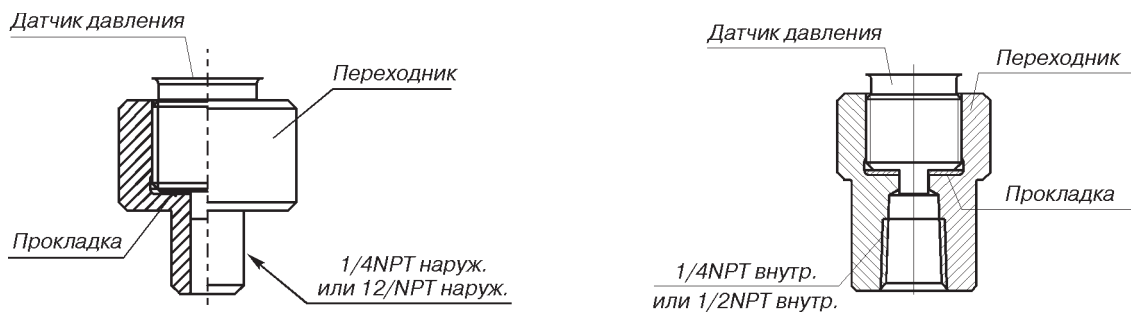 Датчик давления
Переходник
Прокладка
1/4NPT наруж.
или 12/NPT наруж.
Датчик давления
Переходник
Прокладка
1/4NPT внутр.
или 1/2NPT внутр.